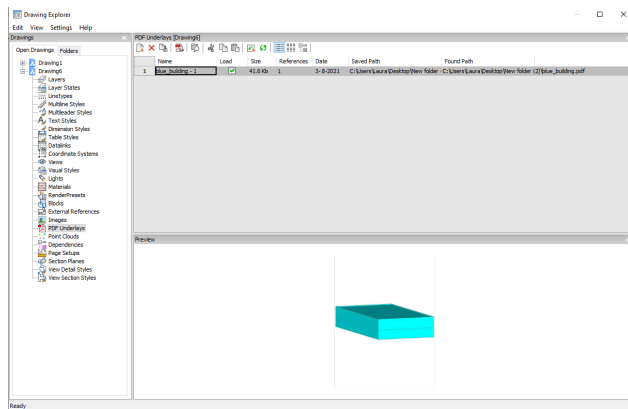 Drawing Explorer
Edit View Settings Help
Drawings
PDF Underlays [Drawing6]
Open Drawings Folders
Drawing1
Drawing6
Layers
Layer States
Linetypes
Multiline Styles
Multileader Styles
Text Styles
Dimension Styles
Table Styles
Datalinks
Coordinate Systems
Views
Visual Styles
Lights
Materials
RenderPresets
Blocks
External References
Images
PDF Underlays
Point Clouds
Dependencies
Page Setups
Section Planes
View Detail Styles
View Section Styles
Name Load Size References Date Saved Path Found Path
1 blue_building - 1 41.6 Kb 1 3-8-2021 C:\Users\Laura\Desktop\New folder C:\Users\Laura\Desktop\New folder (2)\blue_building.pdf
Preview
Ready